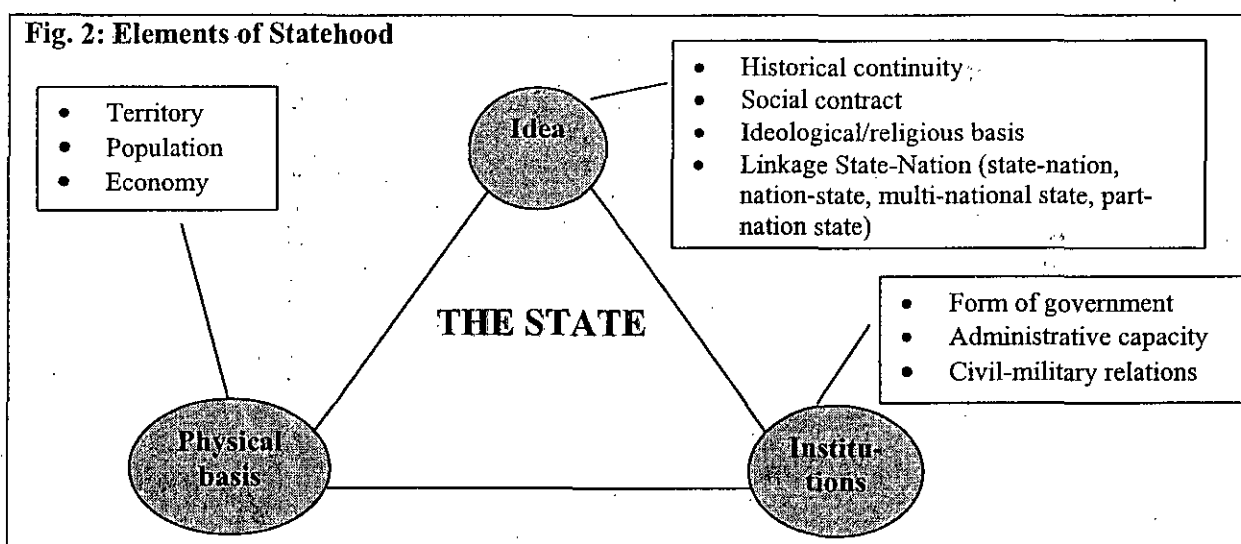 Fig. 2: Elements of Statehood
• Territory
• Population
• Economy
Idea
• Historical continuity
• Social contract
• Ideological/religious basis
• Linkage State-Nation (state-nation,
nation-state, multi-national state, part-
nation state)
THE STATE
• Form of government
• Administrative capacity
• Civil-military relations
Physical
basis
Institu-
tions